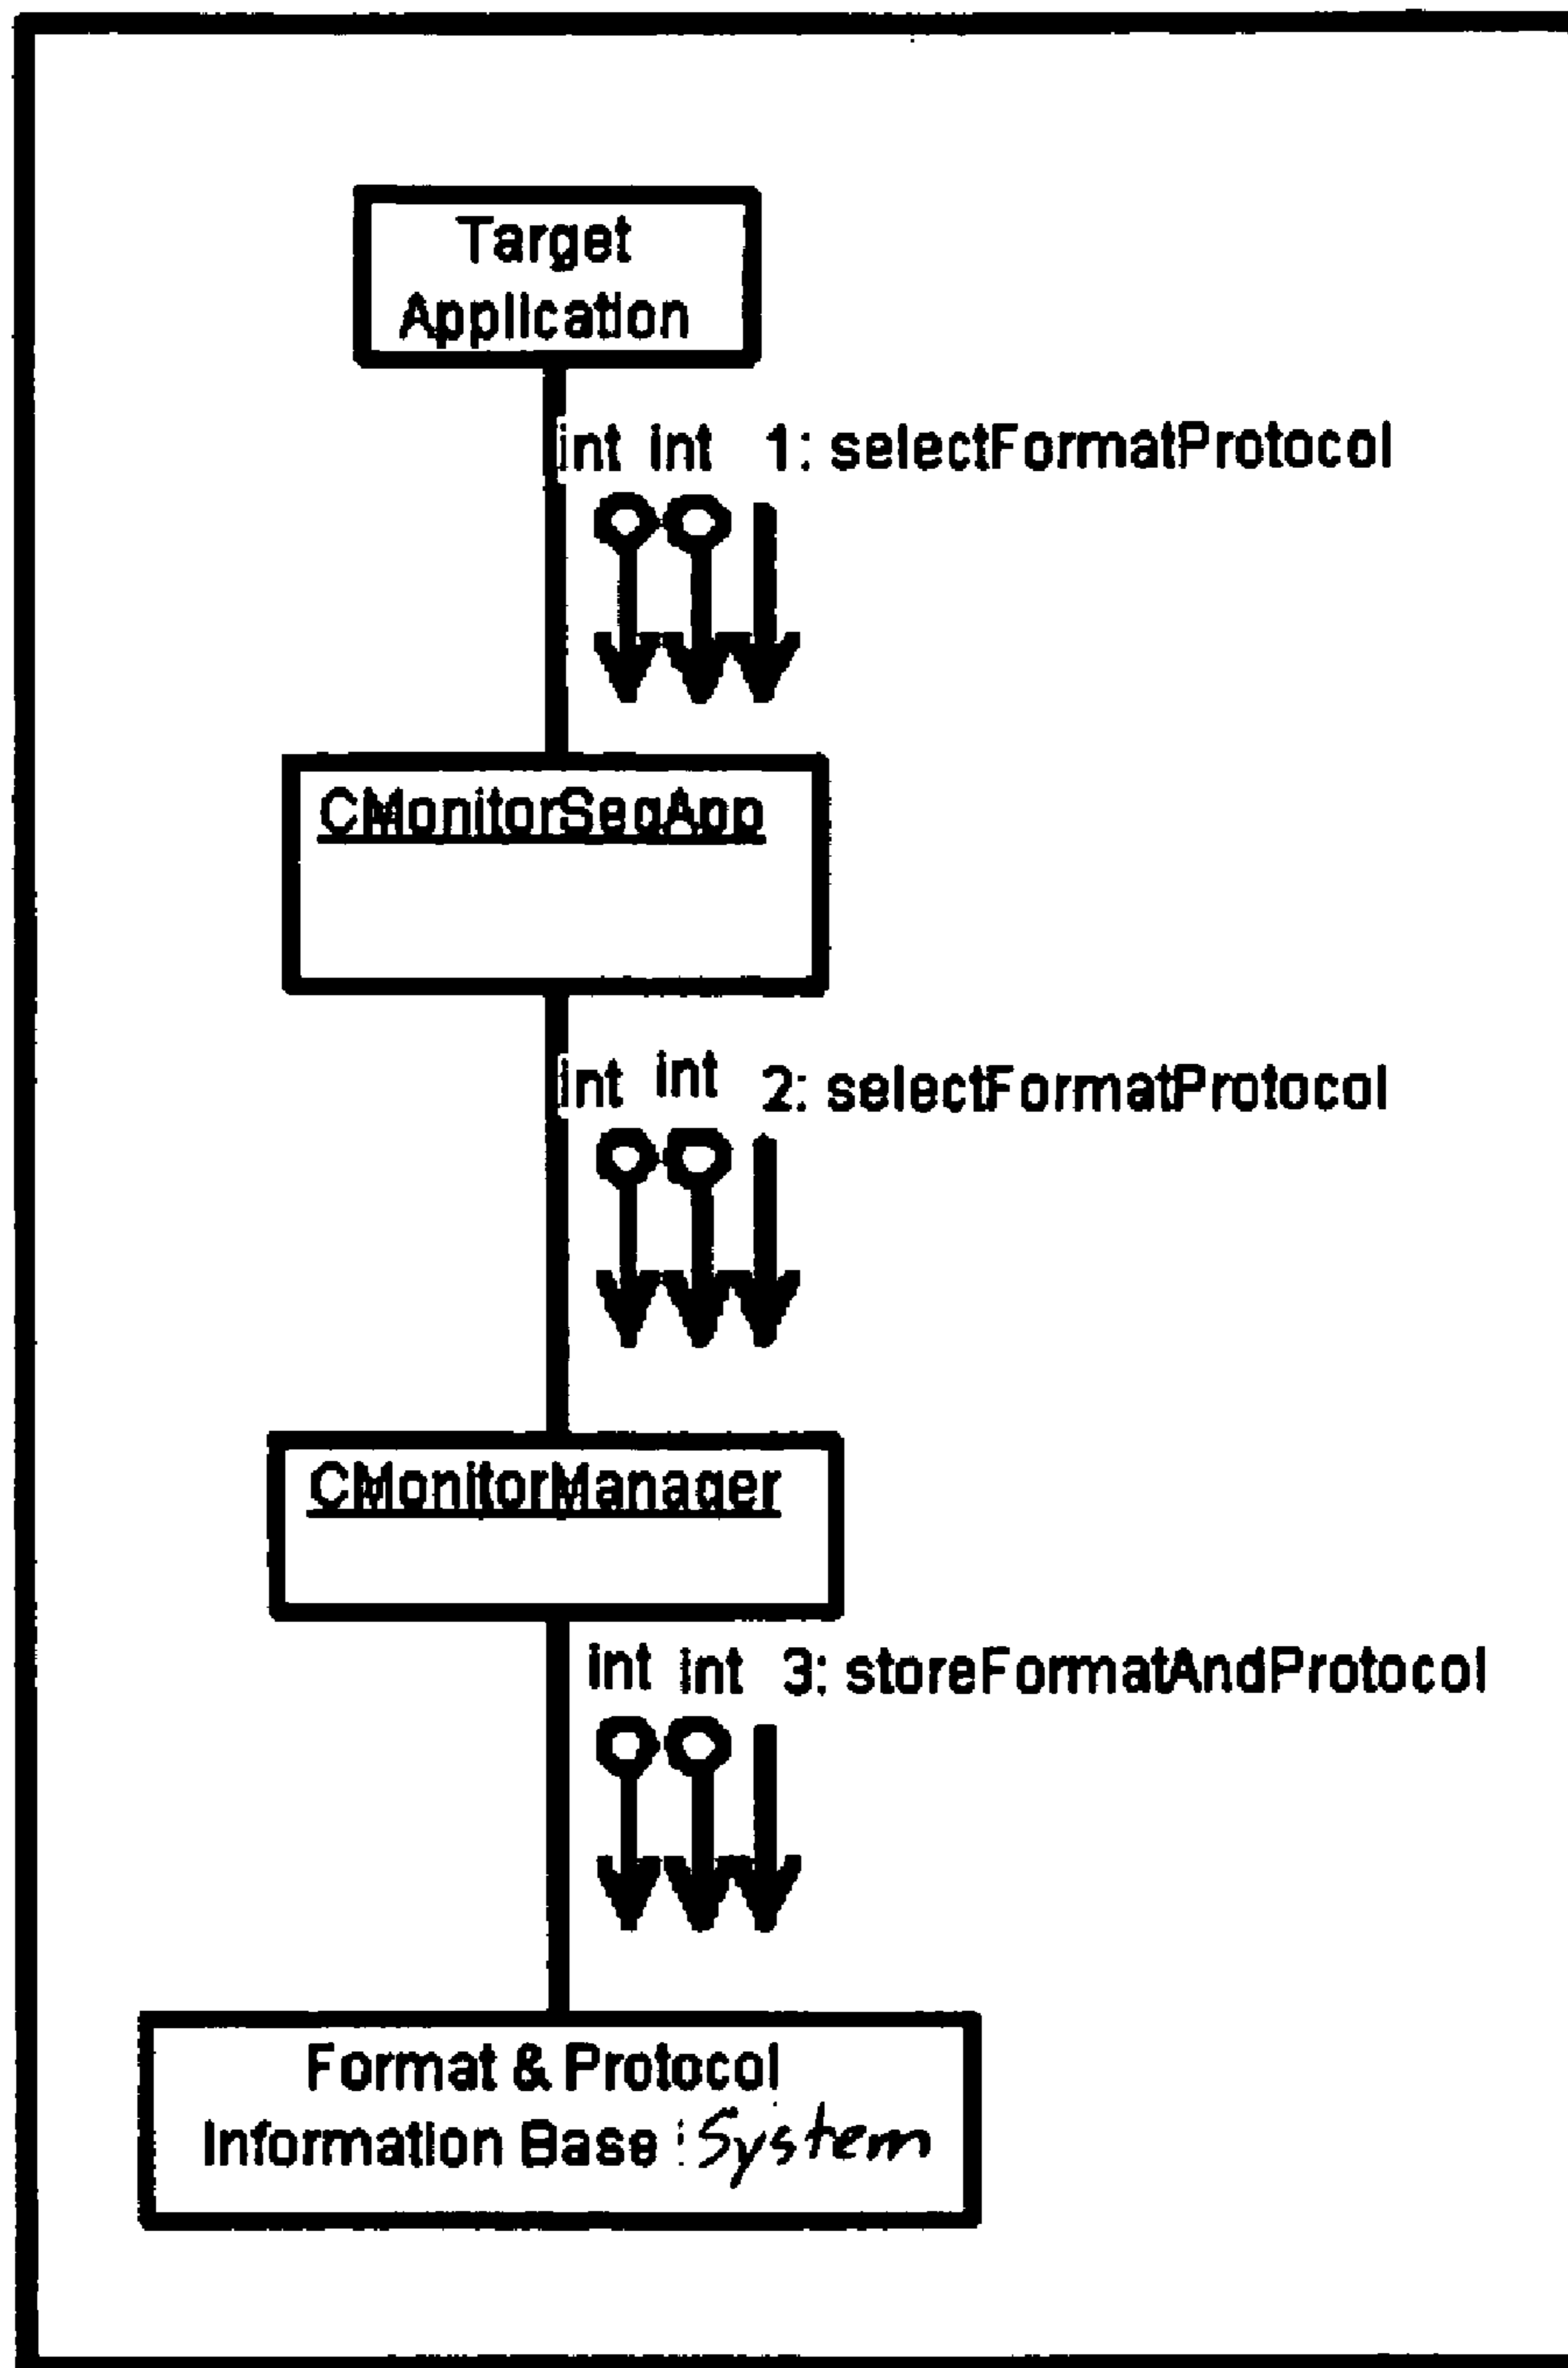 Target
Application
int int 1: selectFormatProtocol
CMonitorSeqApp
int int 2: selectFormatProtocol
CMonitorManager
int int 3: storeFormatAndProtocol
Format & Protocol
Information Base : System